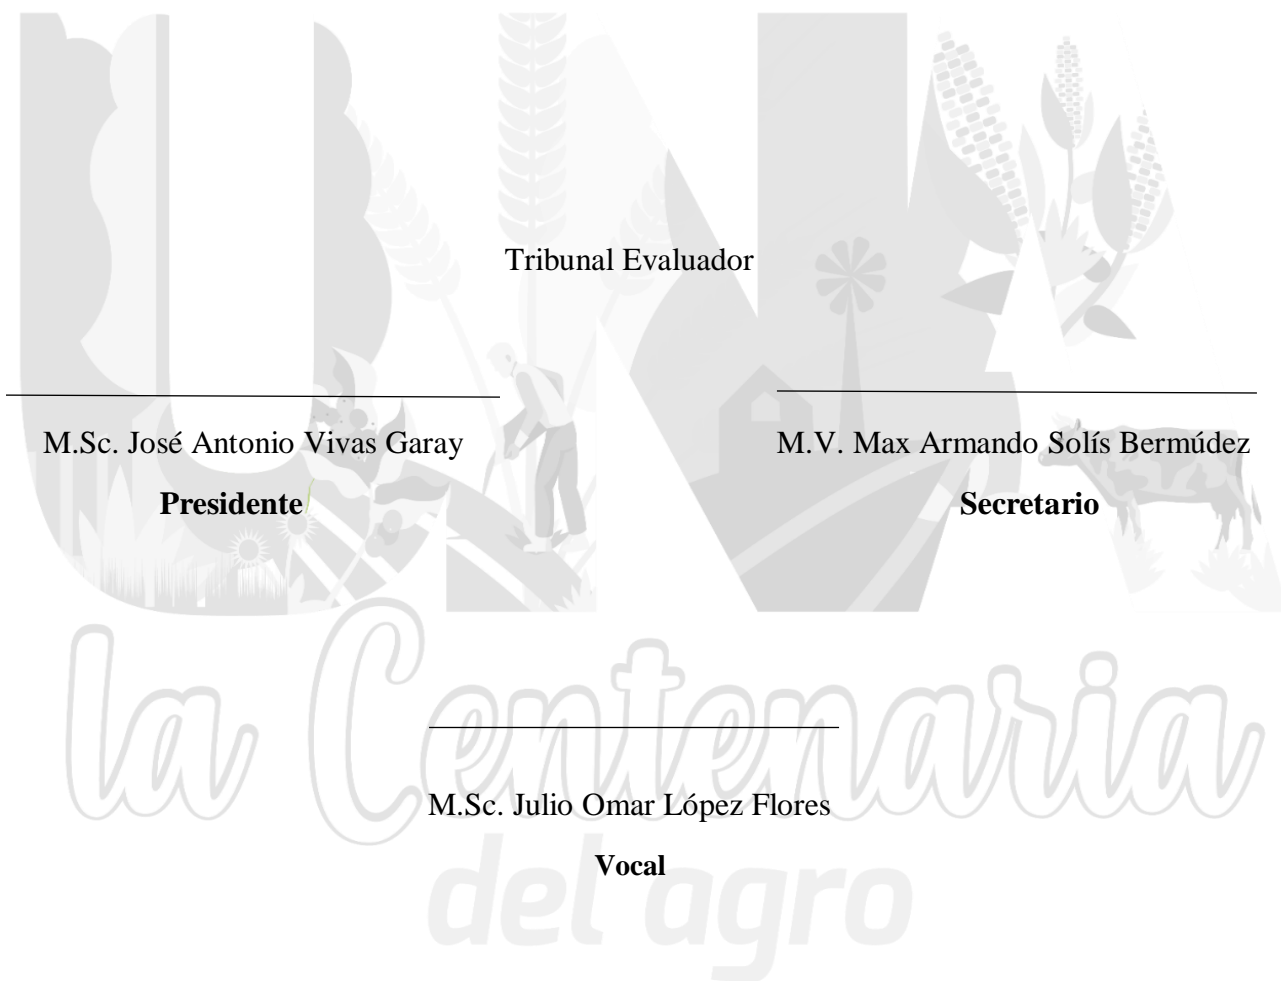 UNA
Tribunal Evaluador
M.Sc. José Antonio Vivas Garay
M.V. Max Armando Solís Bermúdez
Presidente
Secretario
la Centenaria
M.Sc. Julio Omar López Flores
Vocal
del agro